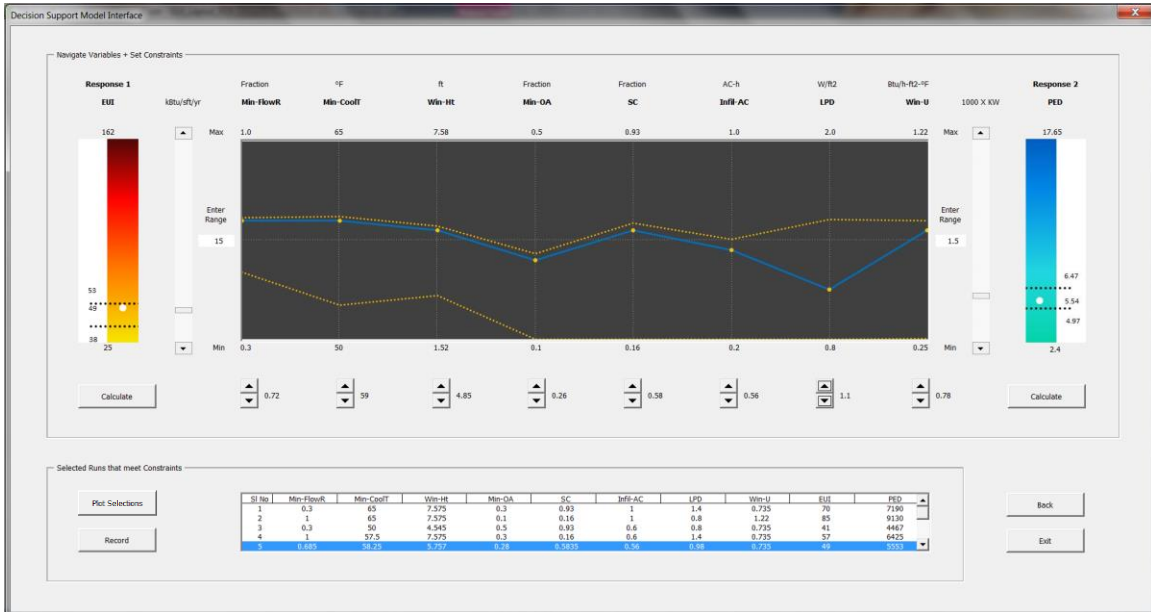 Decision Support Model Interface
Navigate Variables + Set Constraints
Response 1 Fraction ºF ft Fraction Fraction AC-h W/ft2 Btu/h-ft2-ºF Response 2
EUI kBtu/sft/yr Min-FlowR Min-CoolT Win-Ht Min-OA SC Infil-AC LPD Win-U 1000 X KW PED
162 Max 1.0 65 7.58 0.5 0.93 1.0 2.0 1.22 Max 17.65
Enter Range
15
Enter Range
1.5
53
49
38
6.47
5.54
4.97
25 Min 0.3 50 1.52 0.1 0.16 0.2 0.8 0.25 Min 2.4
Calculate 0.72 59 4.85 0.26 0.58 0.56 1.1 0.78 Calculate
Selected Runs that meet Constraints
Plot Selections
Record
Sl No Min-FlowR Min-CoolT Win-Ht Min-OA SC Infil-AC LPD Win-U EUI PED
1 0.3 65 7.575 0.3 0.93 1 1.4 0.735 70 7190
2 1 65 7.575 0.1 0.16 1 0.8 1.22 85 9130
3 0.3 50 4.545 0.5 0.93 0.6 0.8 0.735 41 4467
4 1 57.5 7.575 0.3 0.16 0.6 1.4 0.735 57 6425
5 0.685 58.25 5.757 0.28 0.5835 0.56 0.98 0.735 49 5553
Back
Exit